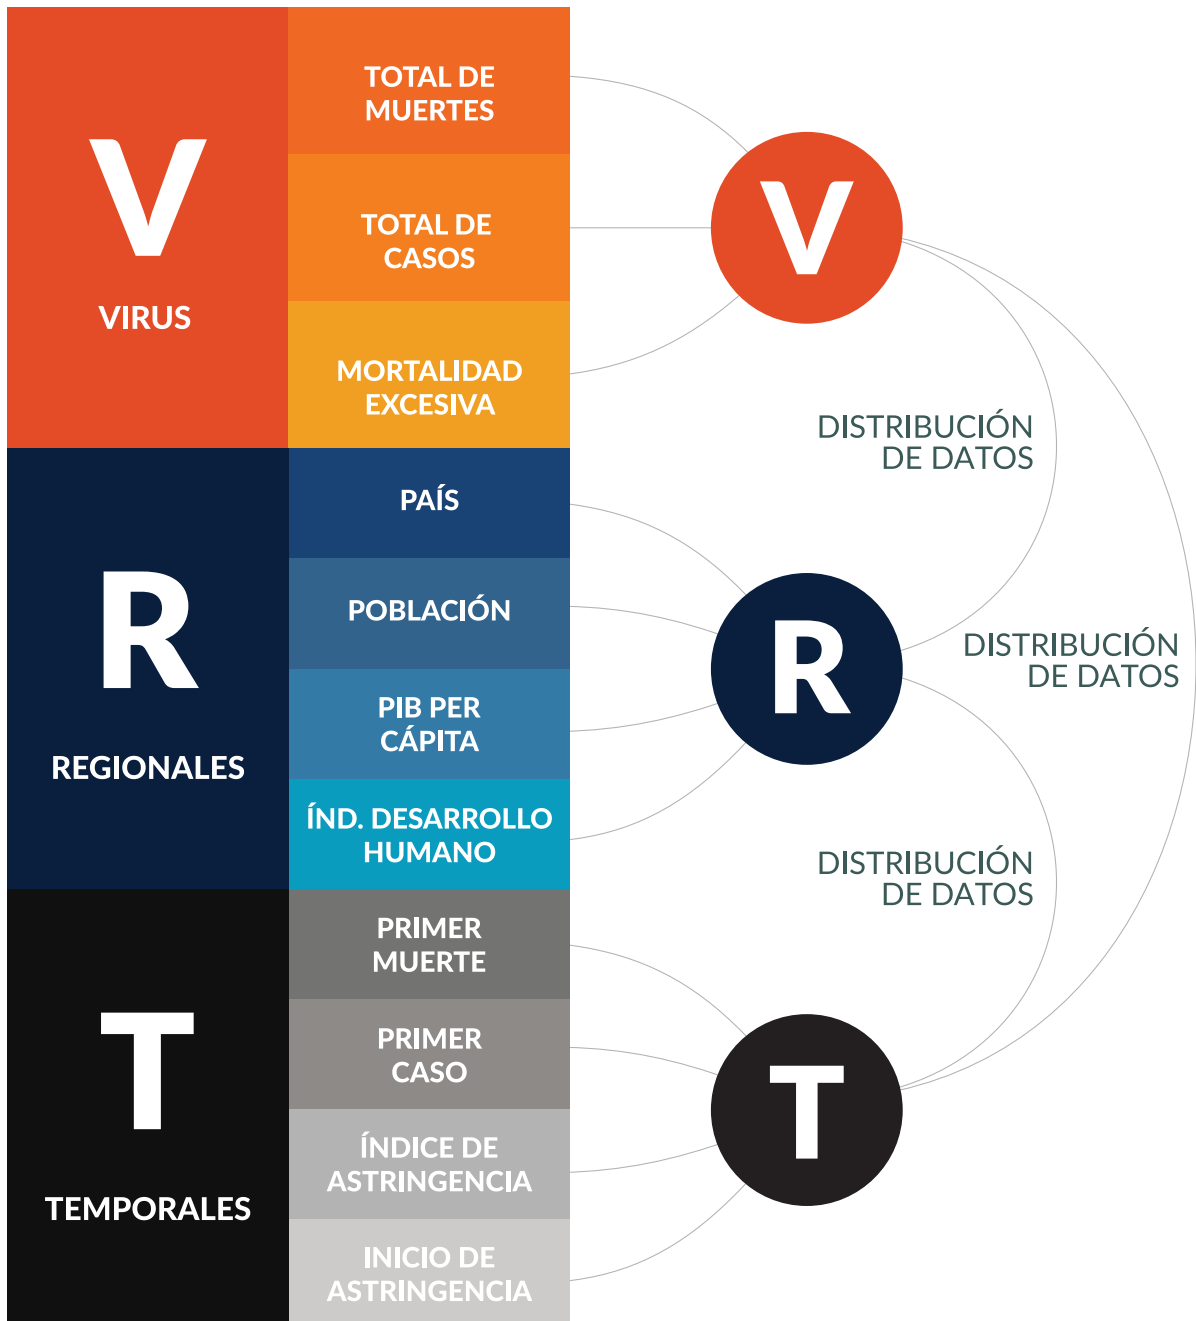 V
VIRUS
TOTAL DE
MUERTES
TOTAL DE
CASOS
MORTALIDAD
EXCESIVA
R
REGIONALES
PAÍS
POBLACIÓN
PIB PER
CÁPITA
ÍND. DESARROLLO
HUMANO
T
TEMPORALES
PRIMER
MUERTE
PRIMER
CASO
ÍNDICE DE
ASTRINGENCIA
INICIO DE
ASTRINGENCIA
V
DISTRIBUCIÓN
DE DATOS
R
DISTRIBUCIÓN
DE DATOS
DISTRIBUCIÓN
DE DATOS
T